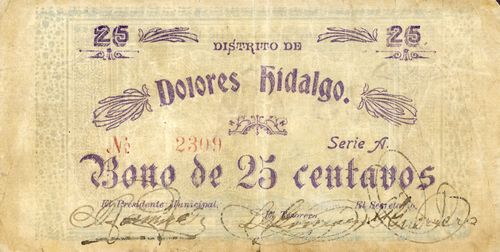 25 25
DISTRITO DE
Dolores Hidalgo.
No 2309 Serie A.
Bono de 25 centavos
El Presidente Municipal, El Tesorero El Secretario